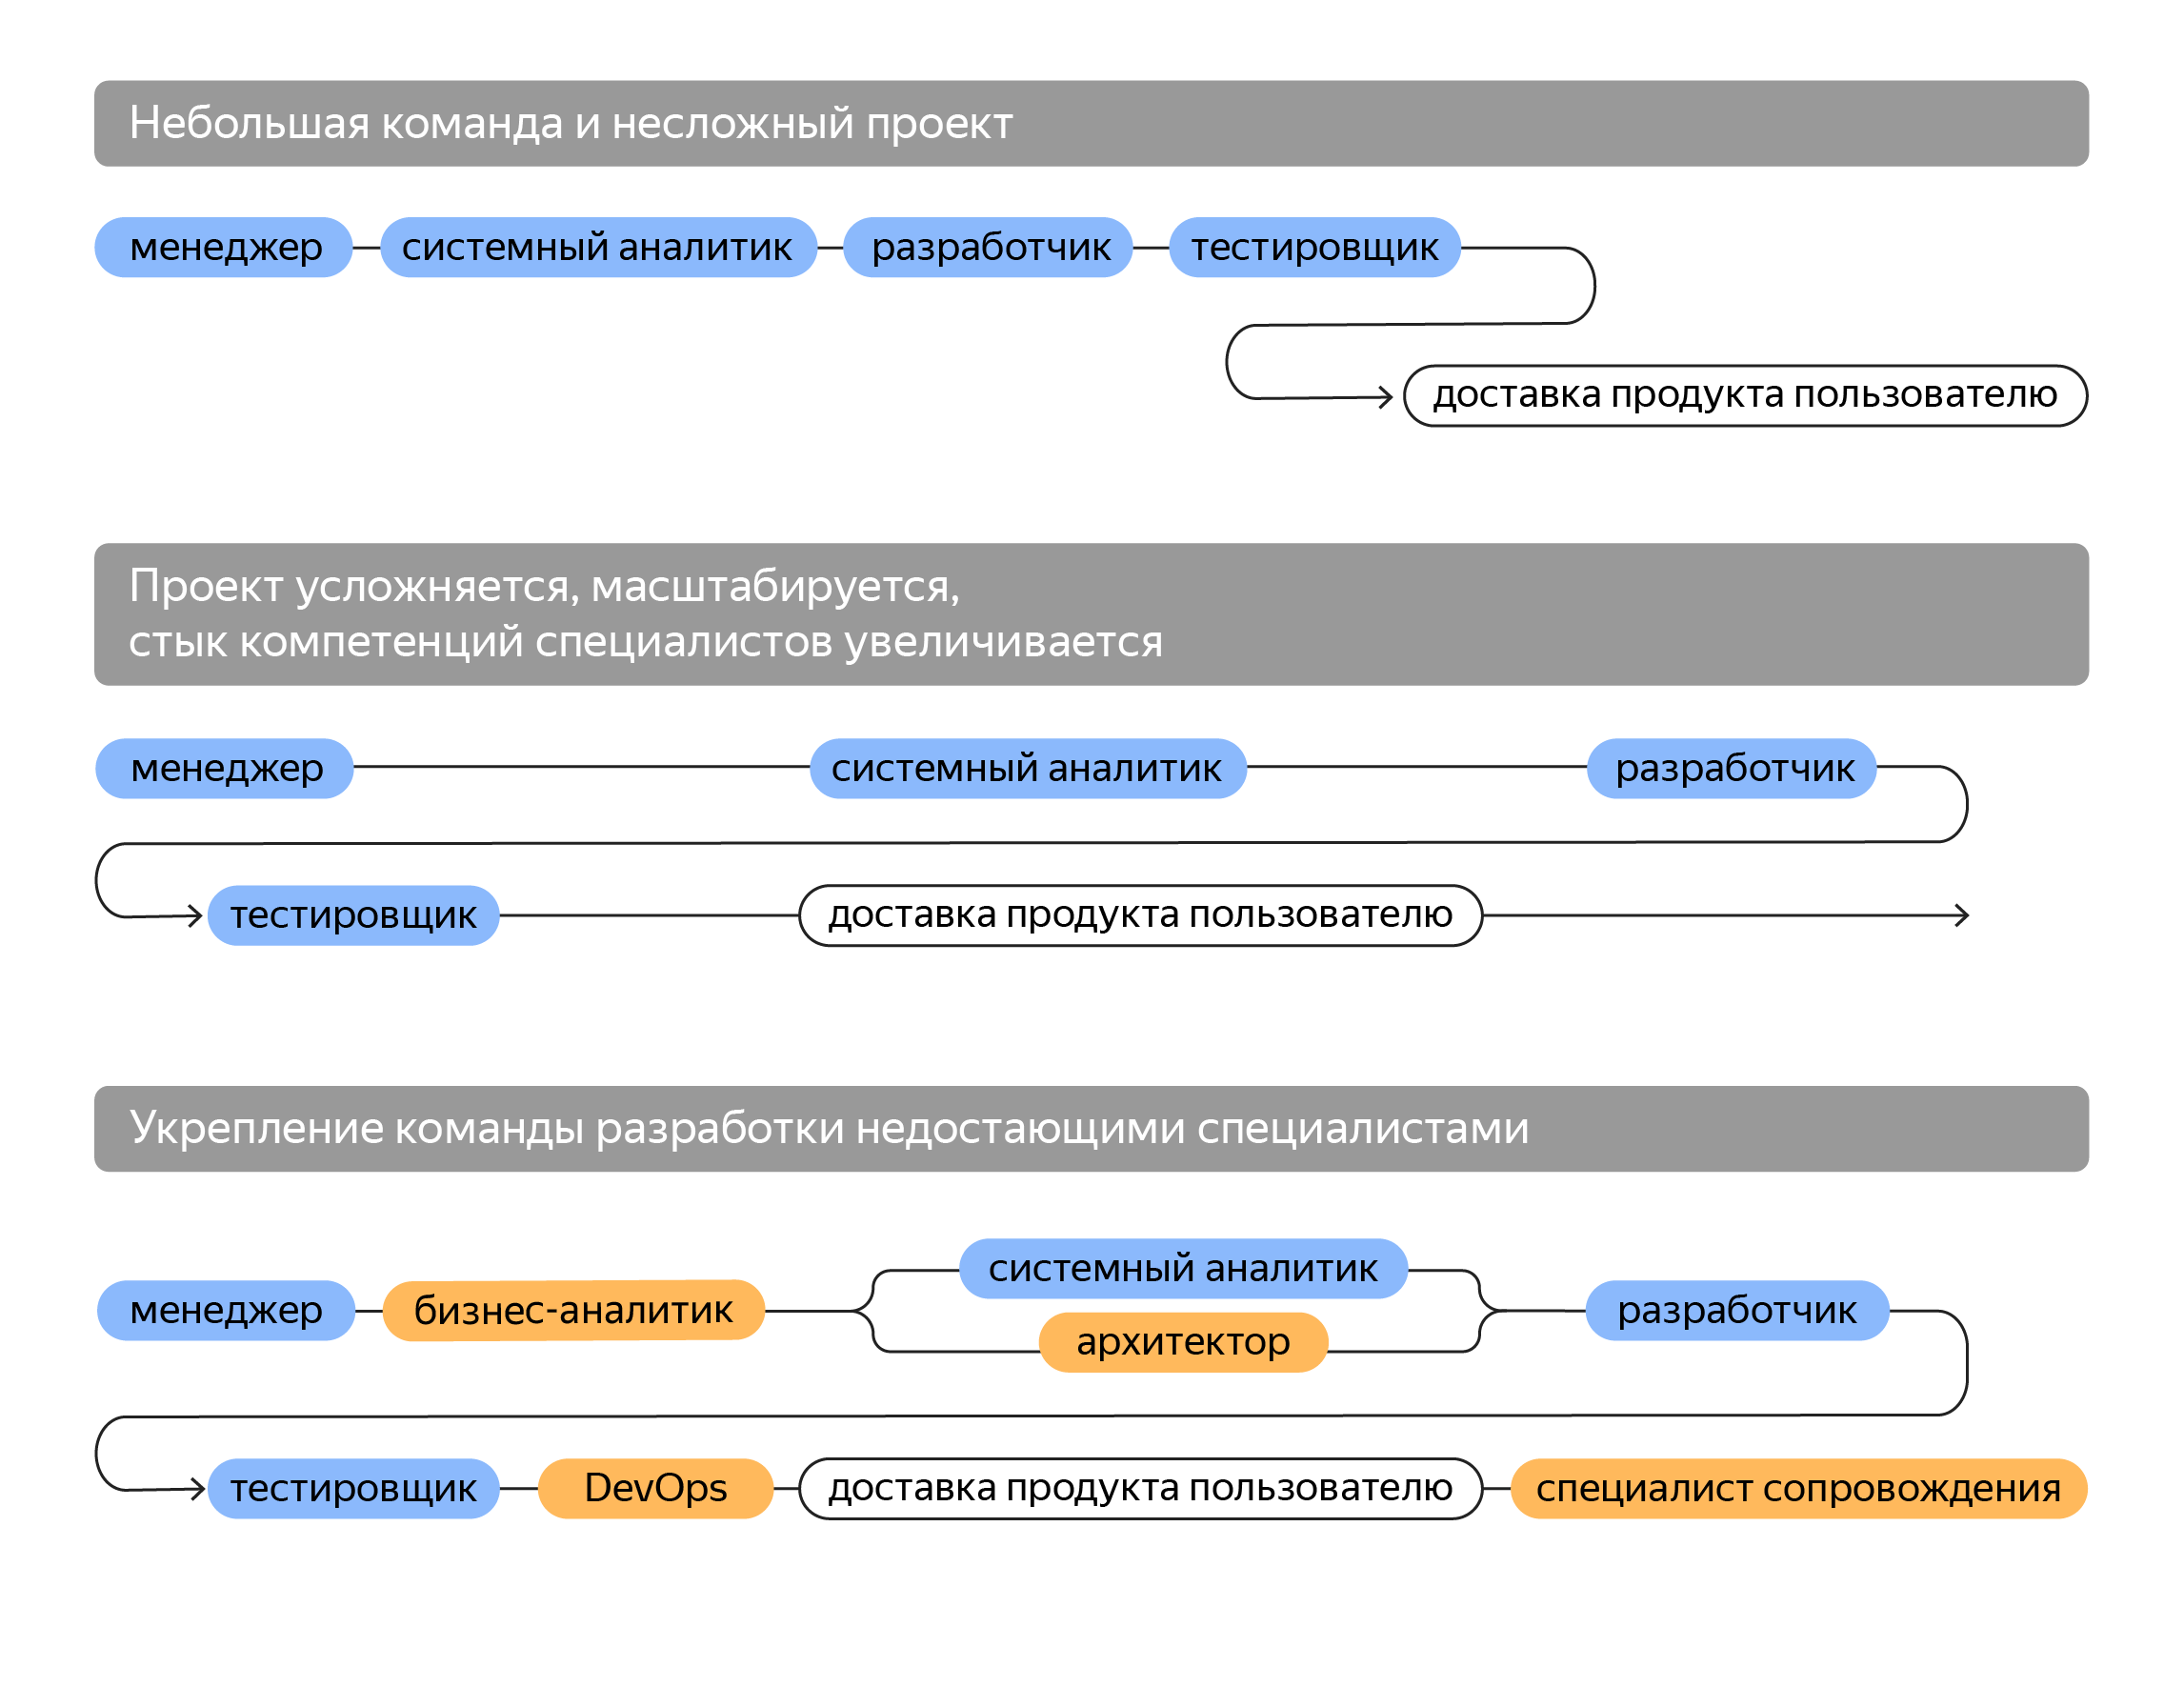 Небольшая команда и несложный проект
менеджер
системный аналитик
разработчик
тестировщик
доставка продукта пользователю
Проект усложняется, масштабируется,
стык компетенций специалистов увеличивается
менеджер
системный аналитик
разработчик
тестировщик
доставка продукта пользователю
Укрепление команды разработки недостающими специалистами
менеджер
бизнес-аналитик
системный аналитик
архитектор
разработчик
тестировщик
DevOps
доставка продукта пользователю
специалист сопровождения